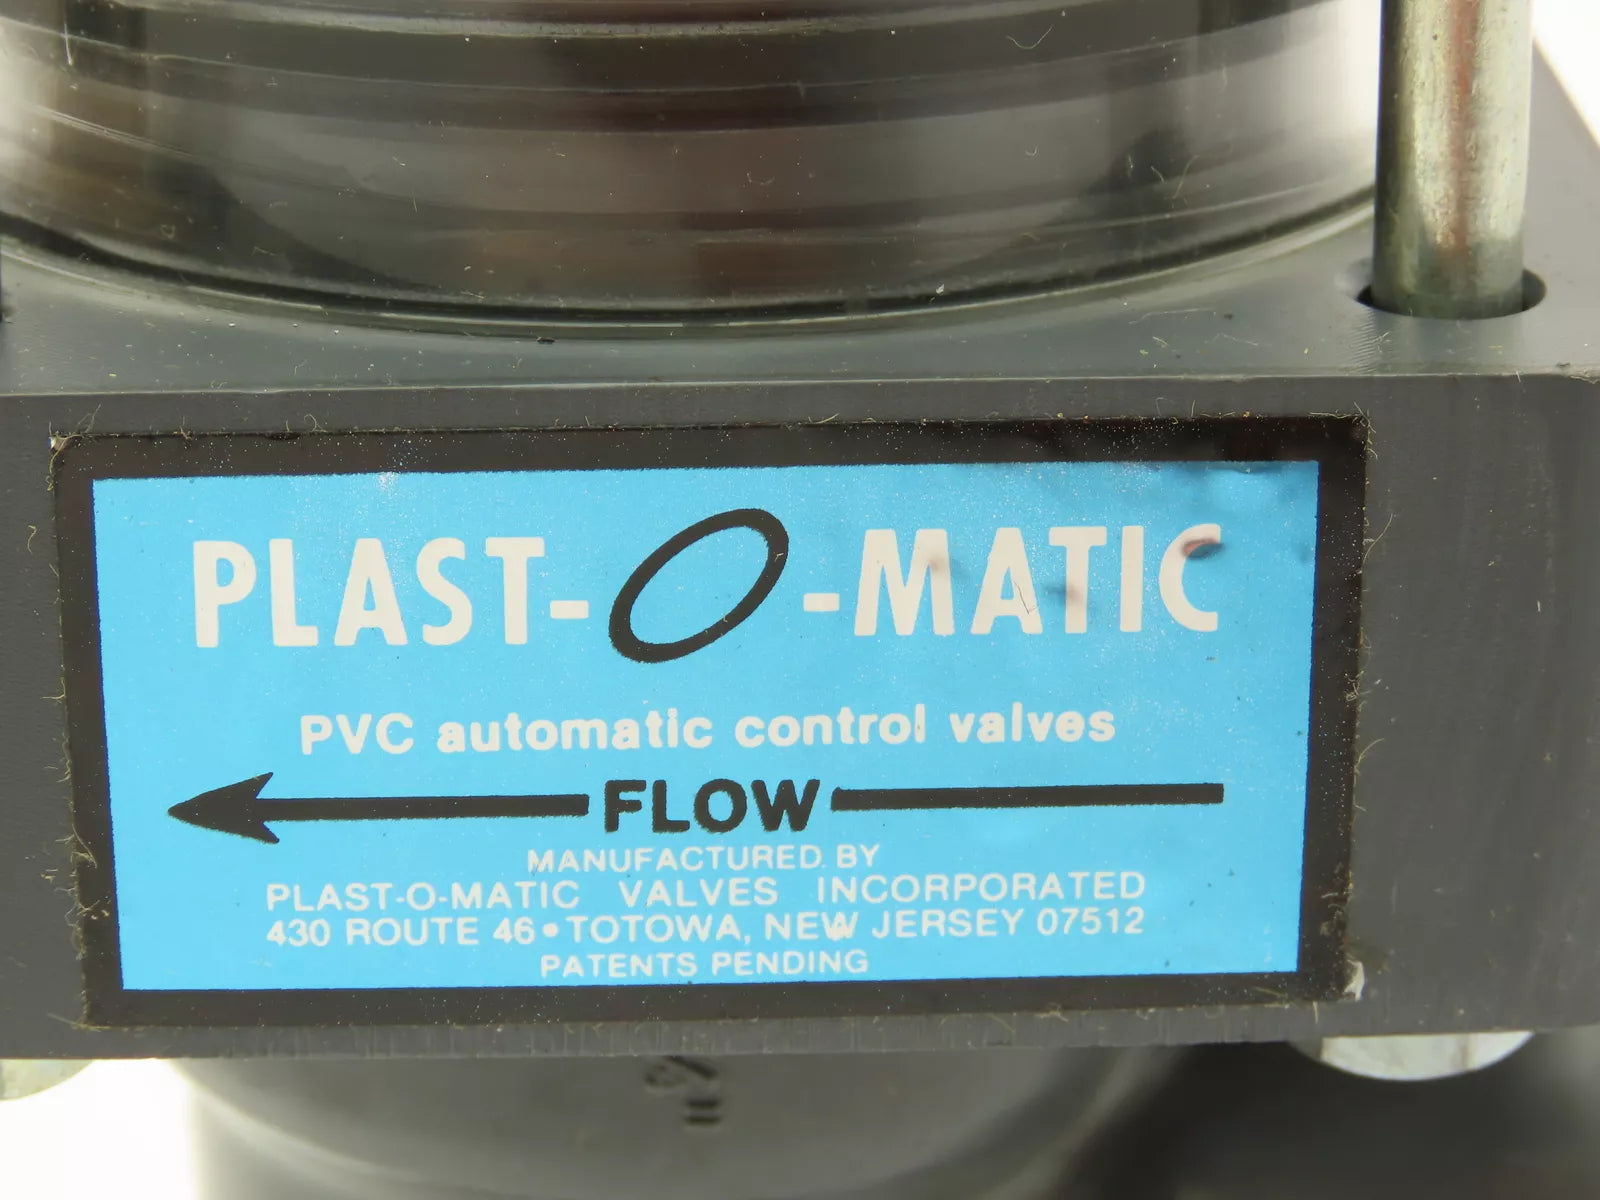 PLAST-O-MATIC
PVC automatic control valves
FLOW
MANUFACTURED BY
PLAST-O-MATIC VALVES INCORPORATED
430 ROUTE 46 • TOTOWA, NEW JERSEY 07512
PATENTS PENDING